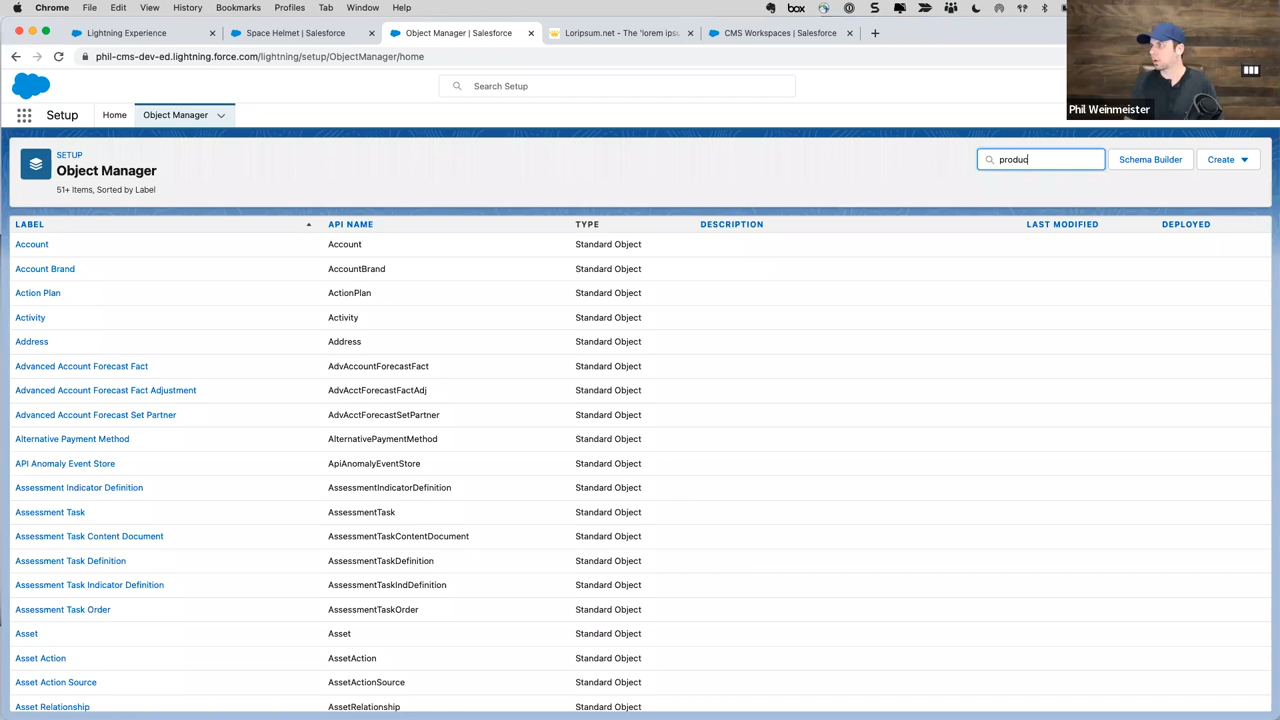 Chrome File Edit View History Bookmarks Profiles Tab Window Help box
Lightning Experience Space Helmet | Salesforce Object Manager | Salesforce Loripsum.net - The 'lorem ipsu CMS Workspaces | Salesforce
phil-cms-dev-ed.lightning.force.com/lightning/setup/ObjectManager/home
Search Setup
Phil Weinmeister
Setup Home Object Manager
SETUP
Object Manager
51+ Items, Sorted by Label
produc
Schema Builder
Create
LABEL API NAME TYPE DESCRIPTION LAST MODIFIED DEPLOYED
Account Account Standard Object
Account Brand AccountBrand Standard Object
Action Plan ActionPlan Standard Object
Activity Activity Standard Object
Address Address Standard Object
Advanced Account Forecast Fact AdvAccountForecastFact Standard Object
Advanced Account Forecast Fact Adjustment AdvAcctForecastFactAdj Standard Object
Advanced Account Forecast Set Partner AdvAcctForecastSetPartner Standard Object
Alternative Payment Method AlternativePaymentMethod Standard Object
API Anomaly Event Store ApiAnomalyEventStore Standard Object
Assessment Indicator Definition AssessmentIndicatorDefinition Standard Object
Assessment Task AssessmentTask Standard Object
Assessment Task Content Document AssessmentTaskContentDocument Standard Object
Assessment Task Definition AssessmentTaskDefinition Standard Object
Assessment Task Indicator Definition AssessmentTaskIndDefinition Standard Object
Assessment Task Order AssessmentTaskOrder Standard Object
Asset Asset Standard Object
Asset Action AssetAction Standard Object
Asset Action Source AssetActionSource Standard Object
Asset Relationship AssetRelationship Standard Object